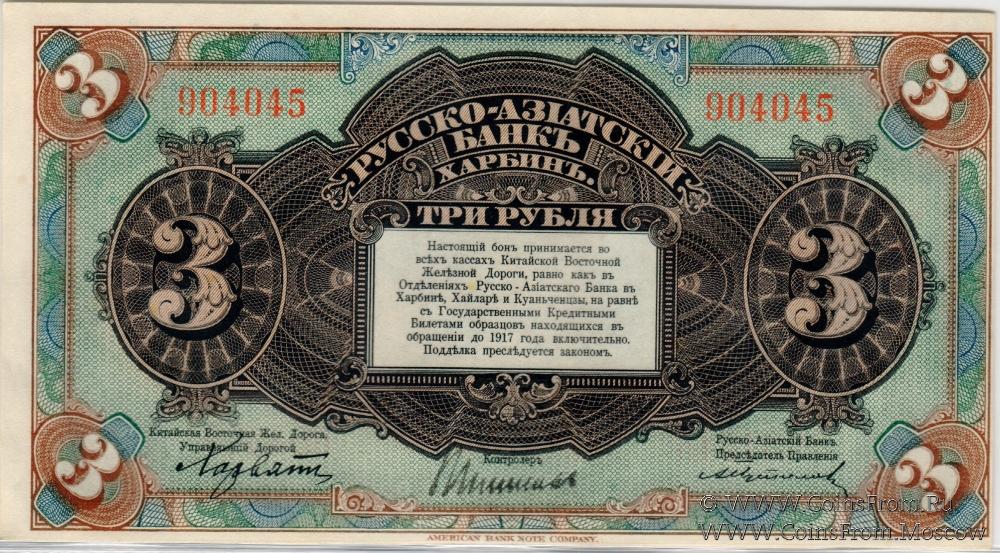 3 3
904045 904045
РУССКО-АЗІАТСКІЙ
БАНКЪ
ХАРБИНЪ.
ТРИ РУБЛЯ
3 3
Настоящій бонъ принимается во
всѣхъ кассахъ Китайской Восточной
Желѣзной Дороги, равно какъ въ
Отдѣленіяхъ Русско-Азіатскаго Банка въ
Харбинѣ, Хайларѣ и Куаньченцзы, на равнѣ
съ Государственными Кредитными
Билетами образцовъ находящихся въ
обращеніи до 1917 года включительно.
Поддѣлка преслѣдуется закономъ.
Китайская Восточная Жел. Дорога.
Управляющій Дорогой
Контролеръ
Русско-Азіатскій Банкъ.
Предсѣдатель Правленія
3 3
AMERICAN BANK NOTE COMPANY.
© WWW.CoinsFrom.Ru
WWW.CoinsFrom.Moscow